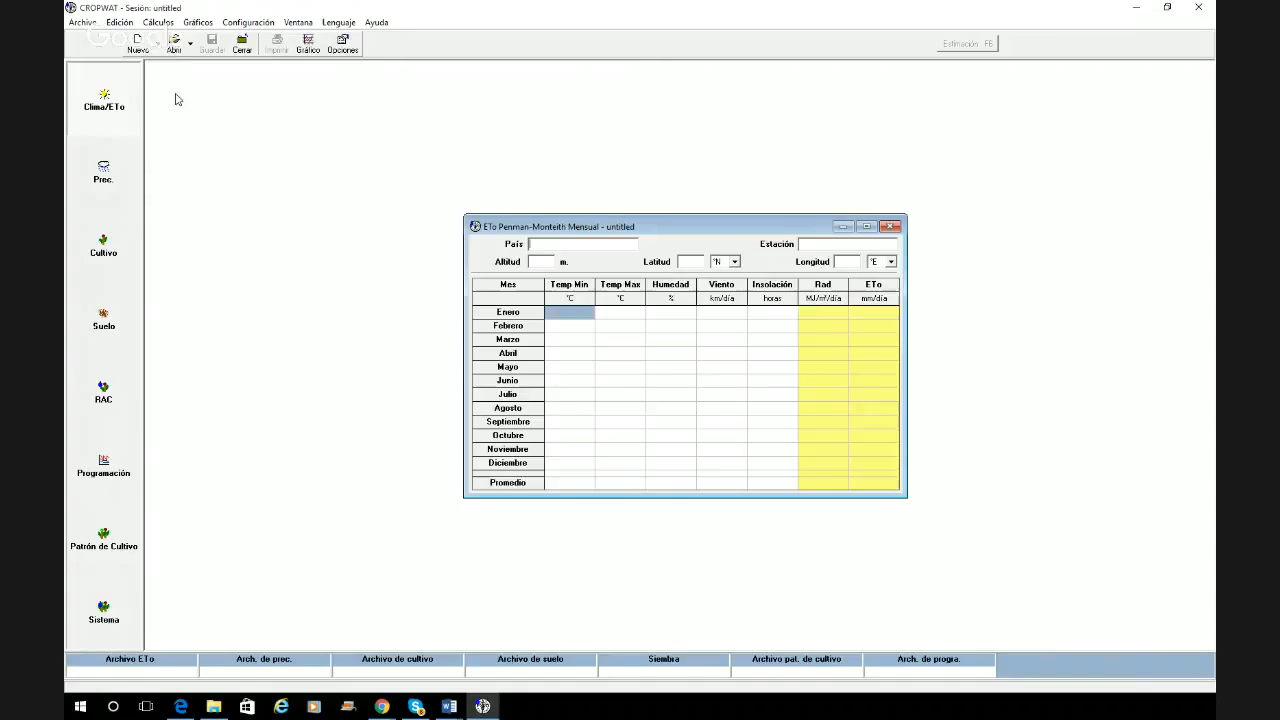 CROPWAT - Sesión: untitled
Archivo Edición Cálculos Gráficos Configuración Ventana Lenguaje Ayuda
Nuevo Abrir Guardar Cerrar Imprimir Gráfico Opciones Estimación F6
Clima/ETo
Prec.
Cultivo
Suelo
RAC
Programación
Patrón de Cultivo
Sistema
ETo Penman-Monteith Mensual - untitled
País Estación
Altitud m. Latitud °N Longitud °E
Mes Temp Min Temp Max Humedad Viento Insolación Rad ETo
°C °C % km/día horas MJ/m²/día mm/día
Enero
Febrero
Marzo
Abril
Mayo
Junio
Julio
Agosto
Septiembre
Octubre
Noviembre
Diciembre
Promedio
Archivo ETo Arch. de prec. Archivo de cultivo Archivo de suelo Siembra Archivo pat. de cultivo Arch. de progra.